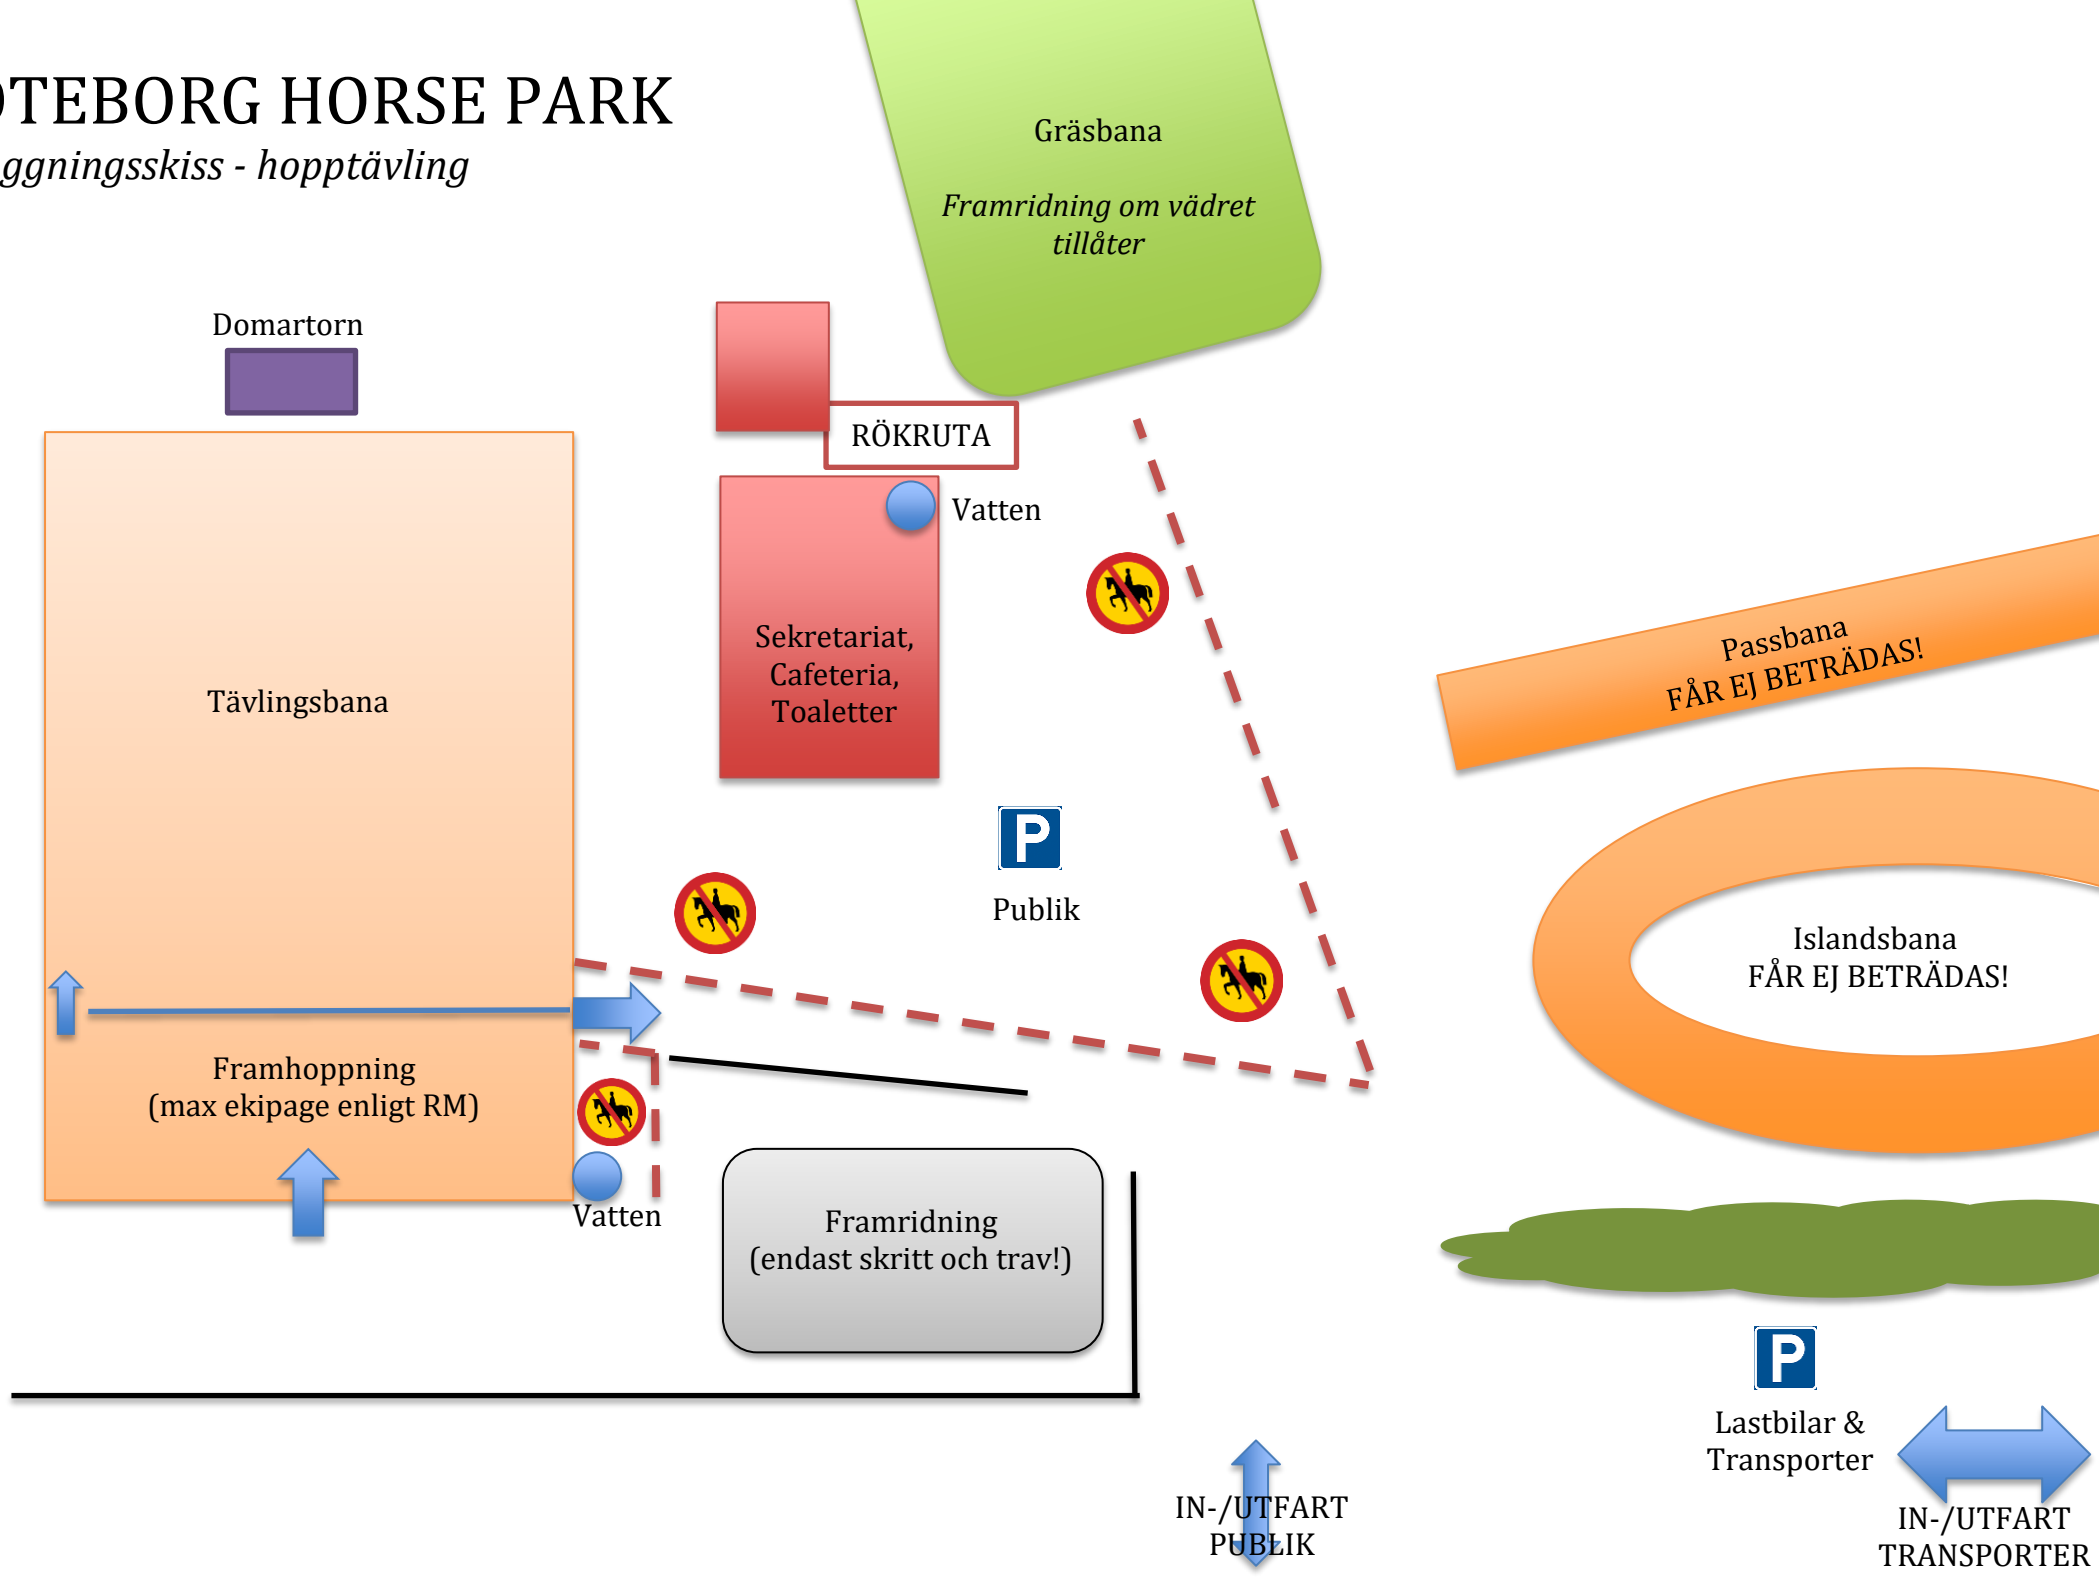 ÖTEBORG HORSE PARK
ggningsskiss - hopptävling
Gräsbana
Framridning om vädret
tillåter
Domartorn
RÖKRUTA
Vatten
Sekretariat,
Cafeteria,
Toaletter
Tävlingsbana
Passbana
FÅR EJ BETRÄDAS!
P
Publik
Islandsbana
FÅR EJ BETRÄDAS!
Framhoppning
(max ekipage enligt RM)
Vatten
Framridning
(endast skritt och trav!)
P
Lastbilar &
Transporter
IN-/UTFART
PUBLIK
IN-/UTFART
TRANSPORTER